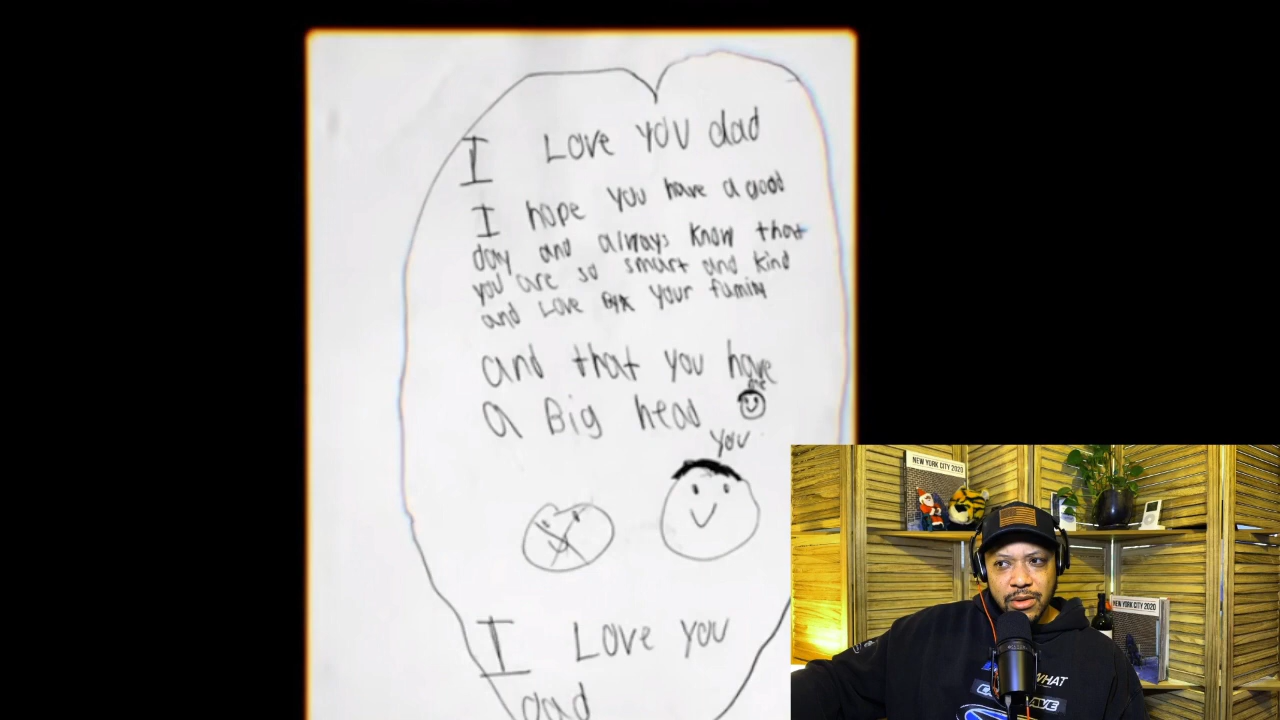 I Love you dad
I hope you have a good
day and always know that
you are so smart and kind
and Love your family
and that you have
me
a Big head
you
I Love you
dad
NEW YORK CITY 2020
NEW YORK CITY 2020
WHAT